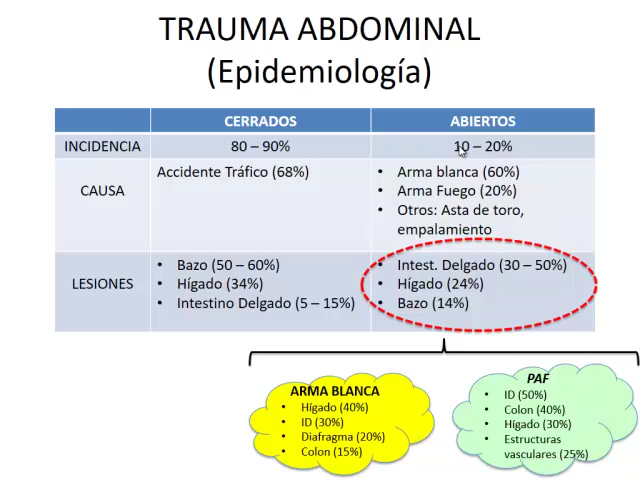 TRAUMA ABDOMINAL
(Epidemiología)
CERRADOS ABIERTOS
INCIDENCIA 80 – 90% 10 – 20%
CAUSA
Accidente Tráfico (68%)
• Arma blanca (60%)
• Arma Fuego (20%)
• Otros: Asta de toro,
empalamiento
LESIONES
• Bazo (50 – 60%)
• Hígado (34%)
• Intestino Delgado (5 – 15%)
• Intest. Delgado (30 – 50%)
• Hígado (24%)
• Bazo (14%)
ARMA BLANCA
• Hígado (40%)
• ID (30%)
• Diafragma (20%)
• Colon (15%)
PAF
• ID (50%)
• Colon (40%)
• Hígado (30%)
• Estructuras
vasculares (25%)